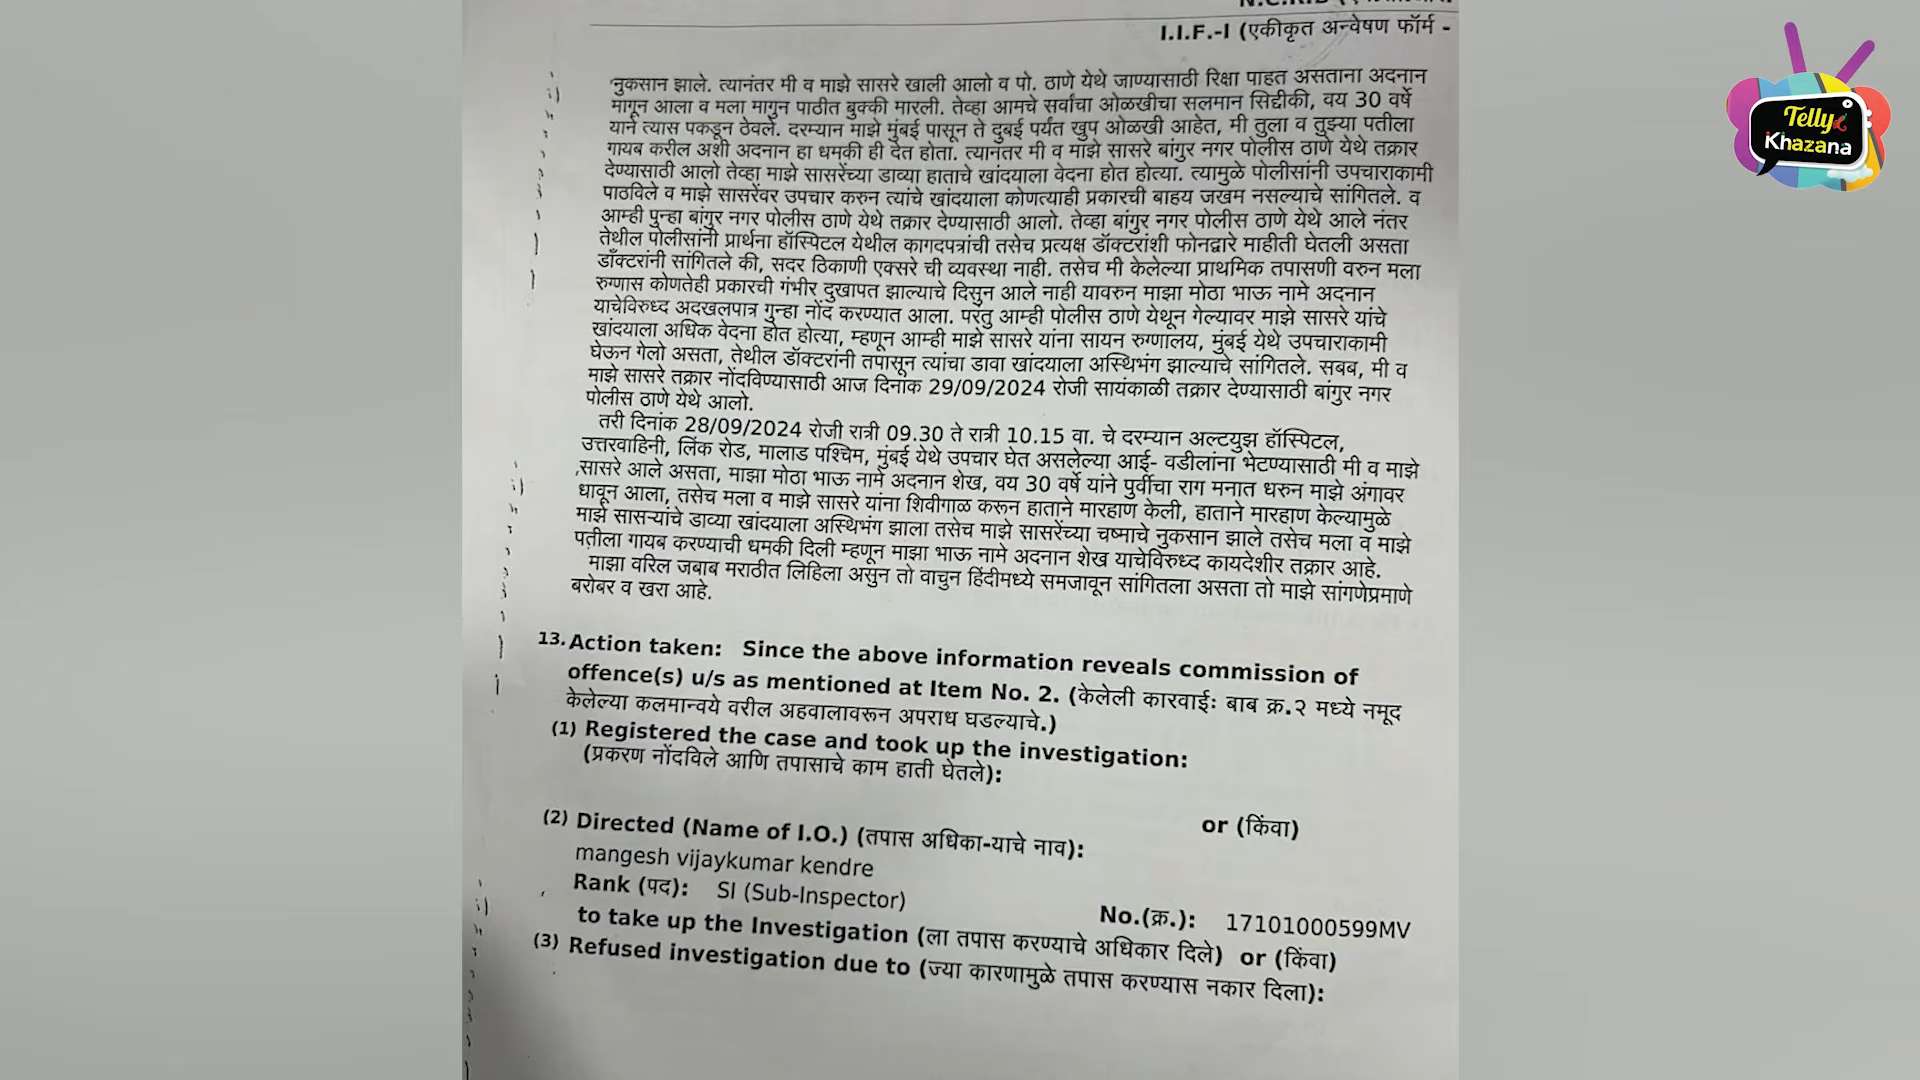 I.I.F.-I (एकीकृत अन्वेषण फॉर्म -
नुकसान झाले. त्यानंतर मी व माझे सासरे खाली आलो व पो. ठाणे येथे जाण्यासाठी रिक्षा पाहत असताना अदनान
मागून आला व मला मागुन पाठीत बुक्की मारली. तेव्हा आमचे सर्वांचा ओळखीचा सलमान सिद्दीकी, वय 30 वर्षे
याने त्यास पकडून ठेवले. दरम्यान माझे मुंबई पासून ते दुबई पर्यंत खुप ओळखी आहेत, मी तुला व तुझ्या पतीला
गायब करील अशी अदनान हा धमकी ही देत होता. त्यानंतर मी व माझे सासरे बांगुर नगर पोलीस ठाणे येथे तक्रार
देण्यासाठी आलो तेव्हा माझे सासरेंच्या डाव्या हाताचे खांदयाला वेदना होत होत्या. त्यामुळे पोलीसांनी उपचाराकामी
पाठविले व माझे सासरेंवर उपचार करुन त्यांचे खांदयाला कोणत्याही प्रकारची बाहय जखम नसल्याचे सांगितले. व
आम्ही पुन्हा बांगुर नगर पोलीस ठाणे येथे तक्रार देण्यासाठी आलो. तेव्हा बांगुर नगर पोलीस ठाणे येथे आले नंतर
तेथील पोलीसांनी प्रार्थना हॉस्पिटल येथील कागदपत्रांची तसेच प्रत्यक्ष डॉक्टरांशी फोनद्वारे माहीती घेतली असता
डॉक्टरांनी सांगितले की, सदर ठिकाणी एक्सरे ची व्यवस्था नाही. तसेच मी केलेल्या प्राथमिक तपासणी वरुन मला
रुग्णास कोणतेही प्रकारची गंभीर दुखापत झाल्याचे दिसुन आले नाही यावरुन माझा मोठा भाऊ नामे अदनान
याचेविरुध्द अदखलपात्र गुन्हा नोंद करण्यात आला. परंतु आम्ही पोलीस ठाणे येथून गेल्यावर माझे सासरे यांचे
खांदयाला अधिक वेदना होत होत्या, म्हणून आम्ही माझे सासरे यांना सायन रुग्णालय, मुंबई येथे उपचाराकामी
घेऊन गेलो असता, तेथील डॉक्टरांनी तपासून त्यांचा डावा खांदयाला अस्थिभंग झाल्याचे सांगितले. सबब, मी व
माझे सासरे तक्रार नोंदविण्यासाठी आज दिनांक 29/09/2024 रोजी सायंकाळी तक्रार देण्यासाठी बांगुर नगर
पोलीस ठाणे येथे आलो.
तरी दिनांक 28/09/2024 रोजी रात्री 09.30 ते रात्री 10.15 वा. चे दरम्यान अल्टयुझ हॉस्पिटल,
उत्तरवाहिनी, लिंक रोड, मालाड पश्चिम, मुंबई येथे उपचार घेत असलेल्या आई- वडीलांना भेटण्यासाठी मी व माझे
सासरे आले असता, माझा मोठा भाऊ नामे अदनान शेख, वय 30 वर्षे यांने पुर्वीचा राग मनात धरुन माझे अंगावर
धावून आला, तसेच मला व माझे सासरे यांना शिवीगाळ करून हाताने मारहाण केली, हाताने मारहाण केल्यामुळे
माझे सासऱ्यांचे डाव्या खांदयाला अस्थिभंग झाला तसेच माझे सासरेंच्या चष्माचे नुकसान झाले तसेच मला व माझे
पतीला गायब करण्याची धमकी दिली म्हणून माझा भाऊ नामे अदनान शेख याचेविरुध्द कायदेशीर तक्रार आहे.
माझा वरिल जबाब मराठीत लिहिला असुन तो वाचुन हिंदीमध्ये समजावून सांगितला असता तो माझे सांगणेप्रमाणे
बरोबर व खरा आहे.
13. Action taken: Since the above information reveals commission of
offence(s) u/s as mentioned at Item No. 2. (केलेली कारवाईः बाब क्र.२ मध्ये नमूद
केलेल्या कलमान्वये वरील अहवालावरून अपराध घडल्याचे.)
(1) Registered the case and took up the investigation:
(प्रकरण नोंदविले आणि तपासाचे काम हाती घेतले):
or (किंवा)
(2) Directed (Name of I.O.) (तपास अधिका-याचे नाव):
mangesh vijaykumar kendre
Rank (पद): SI (Sub-Inspector)
No.(क्र.): 17101000599MV
to take up the Investigation (ला तपास करण्याचे अधिकार दिले) or (किंवा)
(3) Refused investigation due to (ज्या कारणामुळे तपास करण्यास नकार दिला):
Telly
Khazana